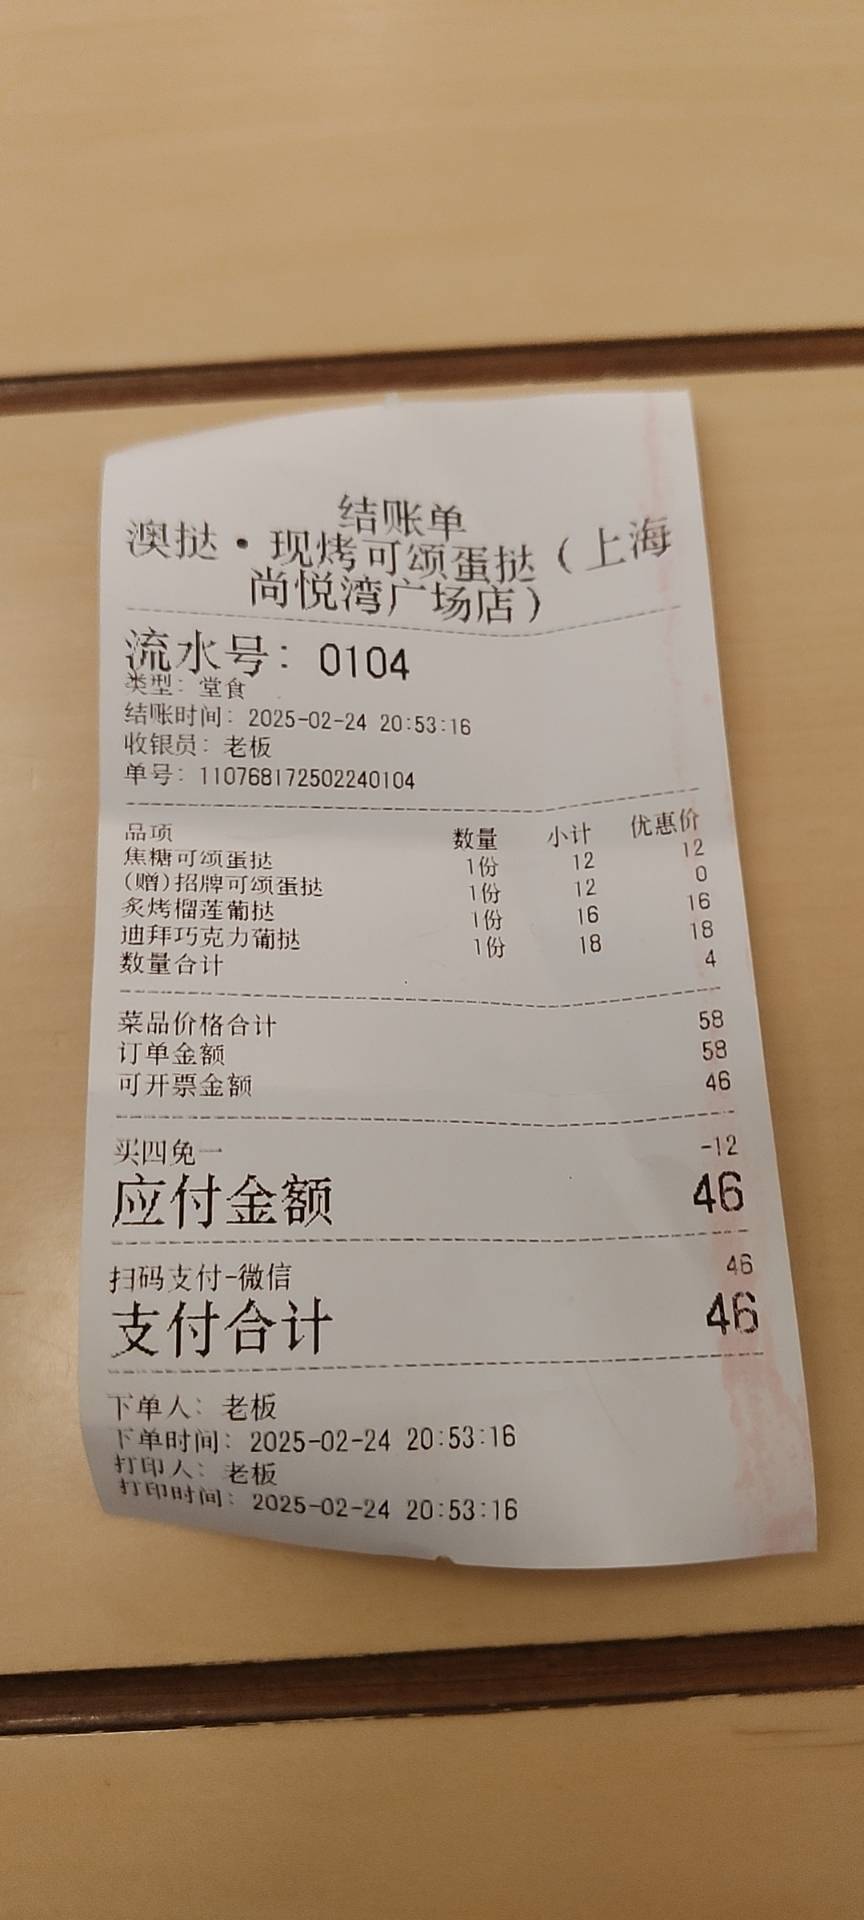 结账单
澳挞·现烤可颂蛋挞（上海
尚悦湾广场店）
流水号：0104
类型：堂食
结账时间：2025-02-24 20:53:16
收银员：老板
单号：110768172502240104
品项 数量 小计 优惠价
焦糖可颂蛋挞 1份 12 12
(赠)招牌可颂蛋挞 1份 12 0
炙烤榴莲葡挞 1份 16 16
迪拜巧克力葡挞 1份 18 18
数量合计 4
菜品价格合计 58
订单金额 58
可开票金额 46
买四免一 -12
应付金额 46
扫码支付-微信 46
支付合计 46
下单人：老板
下单时间：2025-02-24 20:53:16
打印人：老板
打印时间：2025-02-24 20:53:16